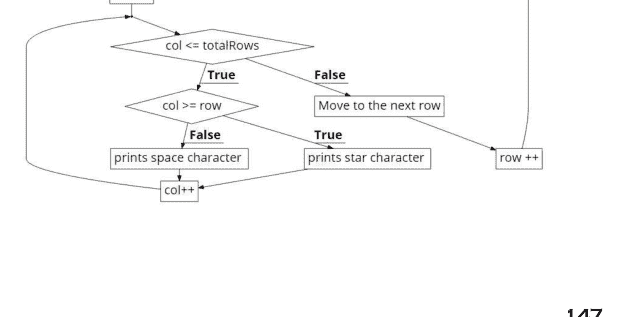 col <= totalRows
True
False
col >= row
Move to the next row
False
True
prints space character
prints star character
row ++
col++
147